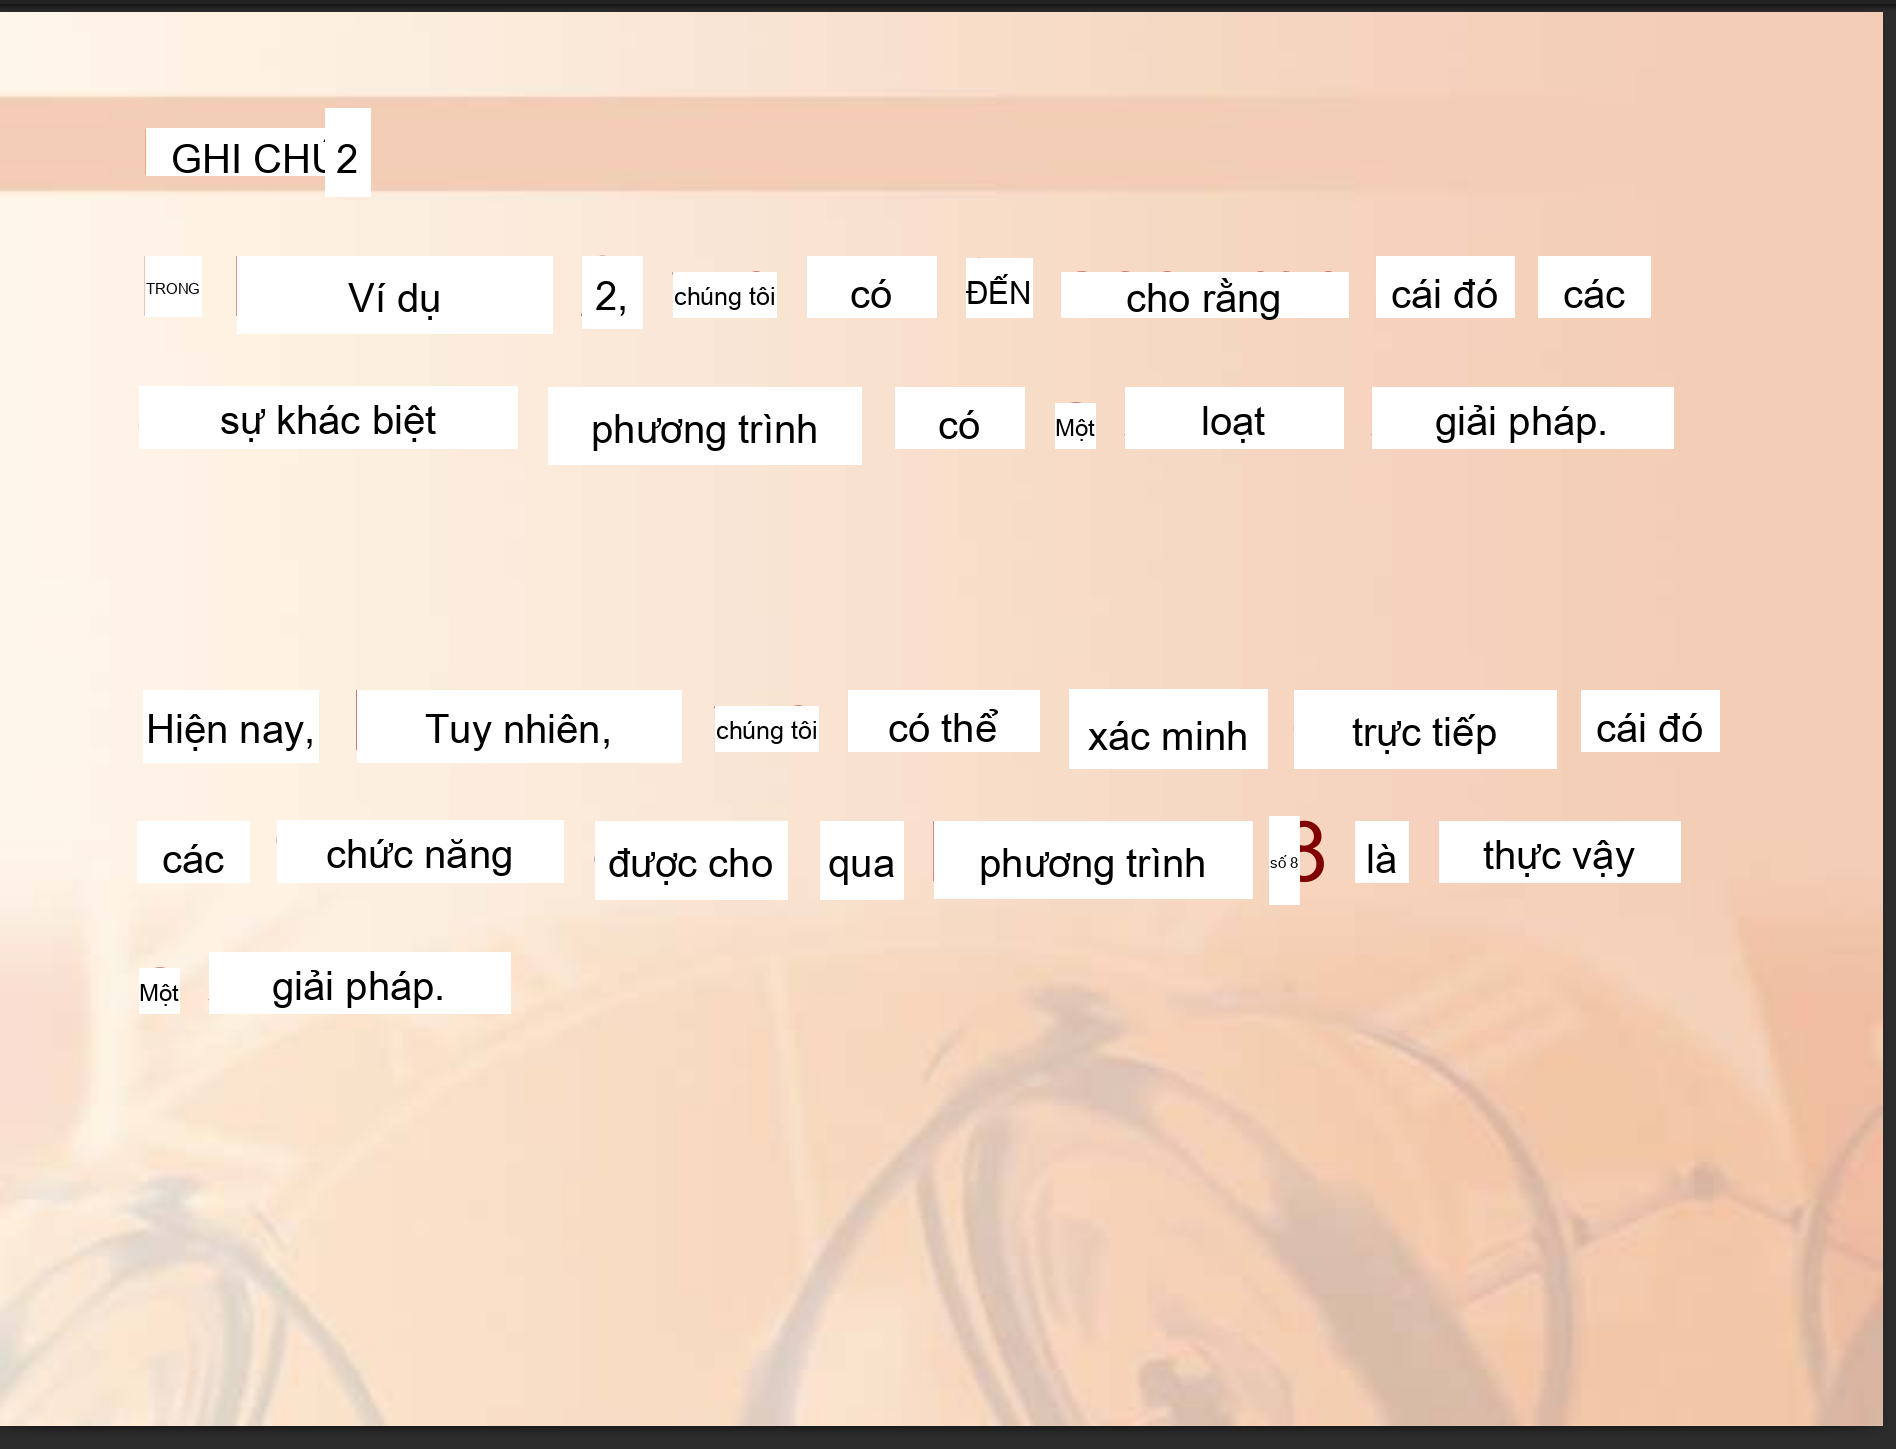 GHI CHÚ 2
TRONG Ví dụ 2, chúng tôi có ĐẾN cho rằng cái đó các
sự khác biệt phương trình có Một loạt giải pháp.
Hiện nay, Tuy nhiên, chúng tôi có thể xác minh trực tiếp cái đó
các chức năng được cho qua phương trình số 8 8 là thực vậy
Một giải pháp.